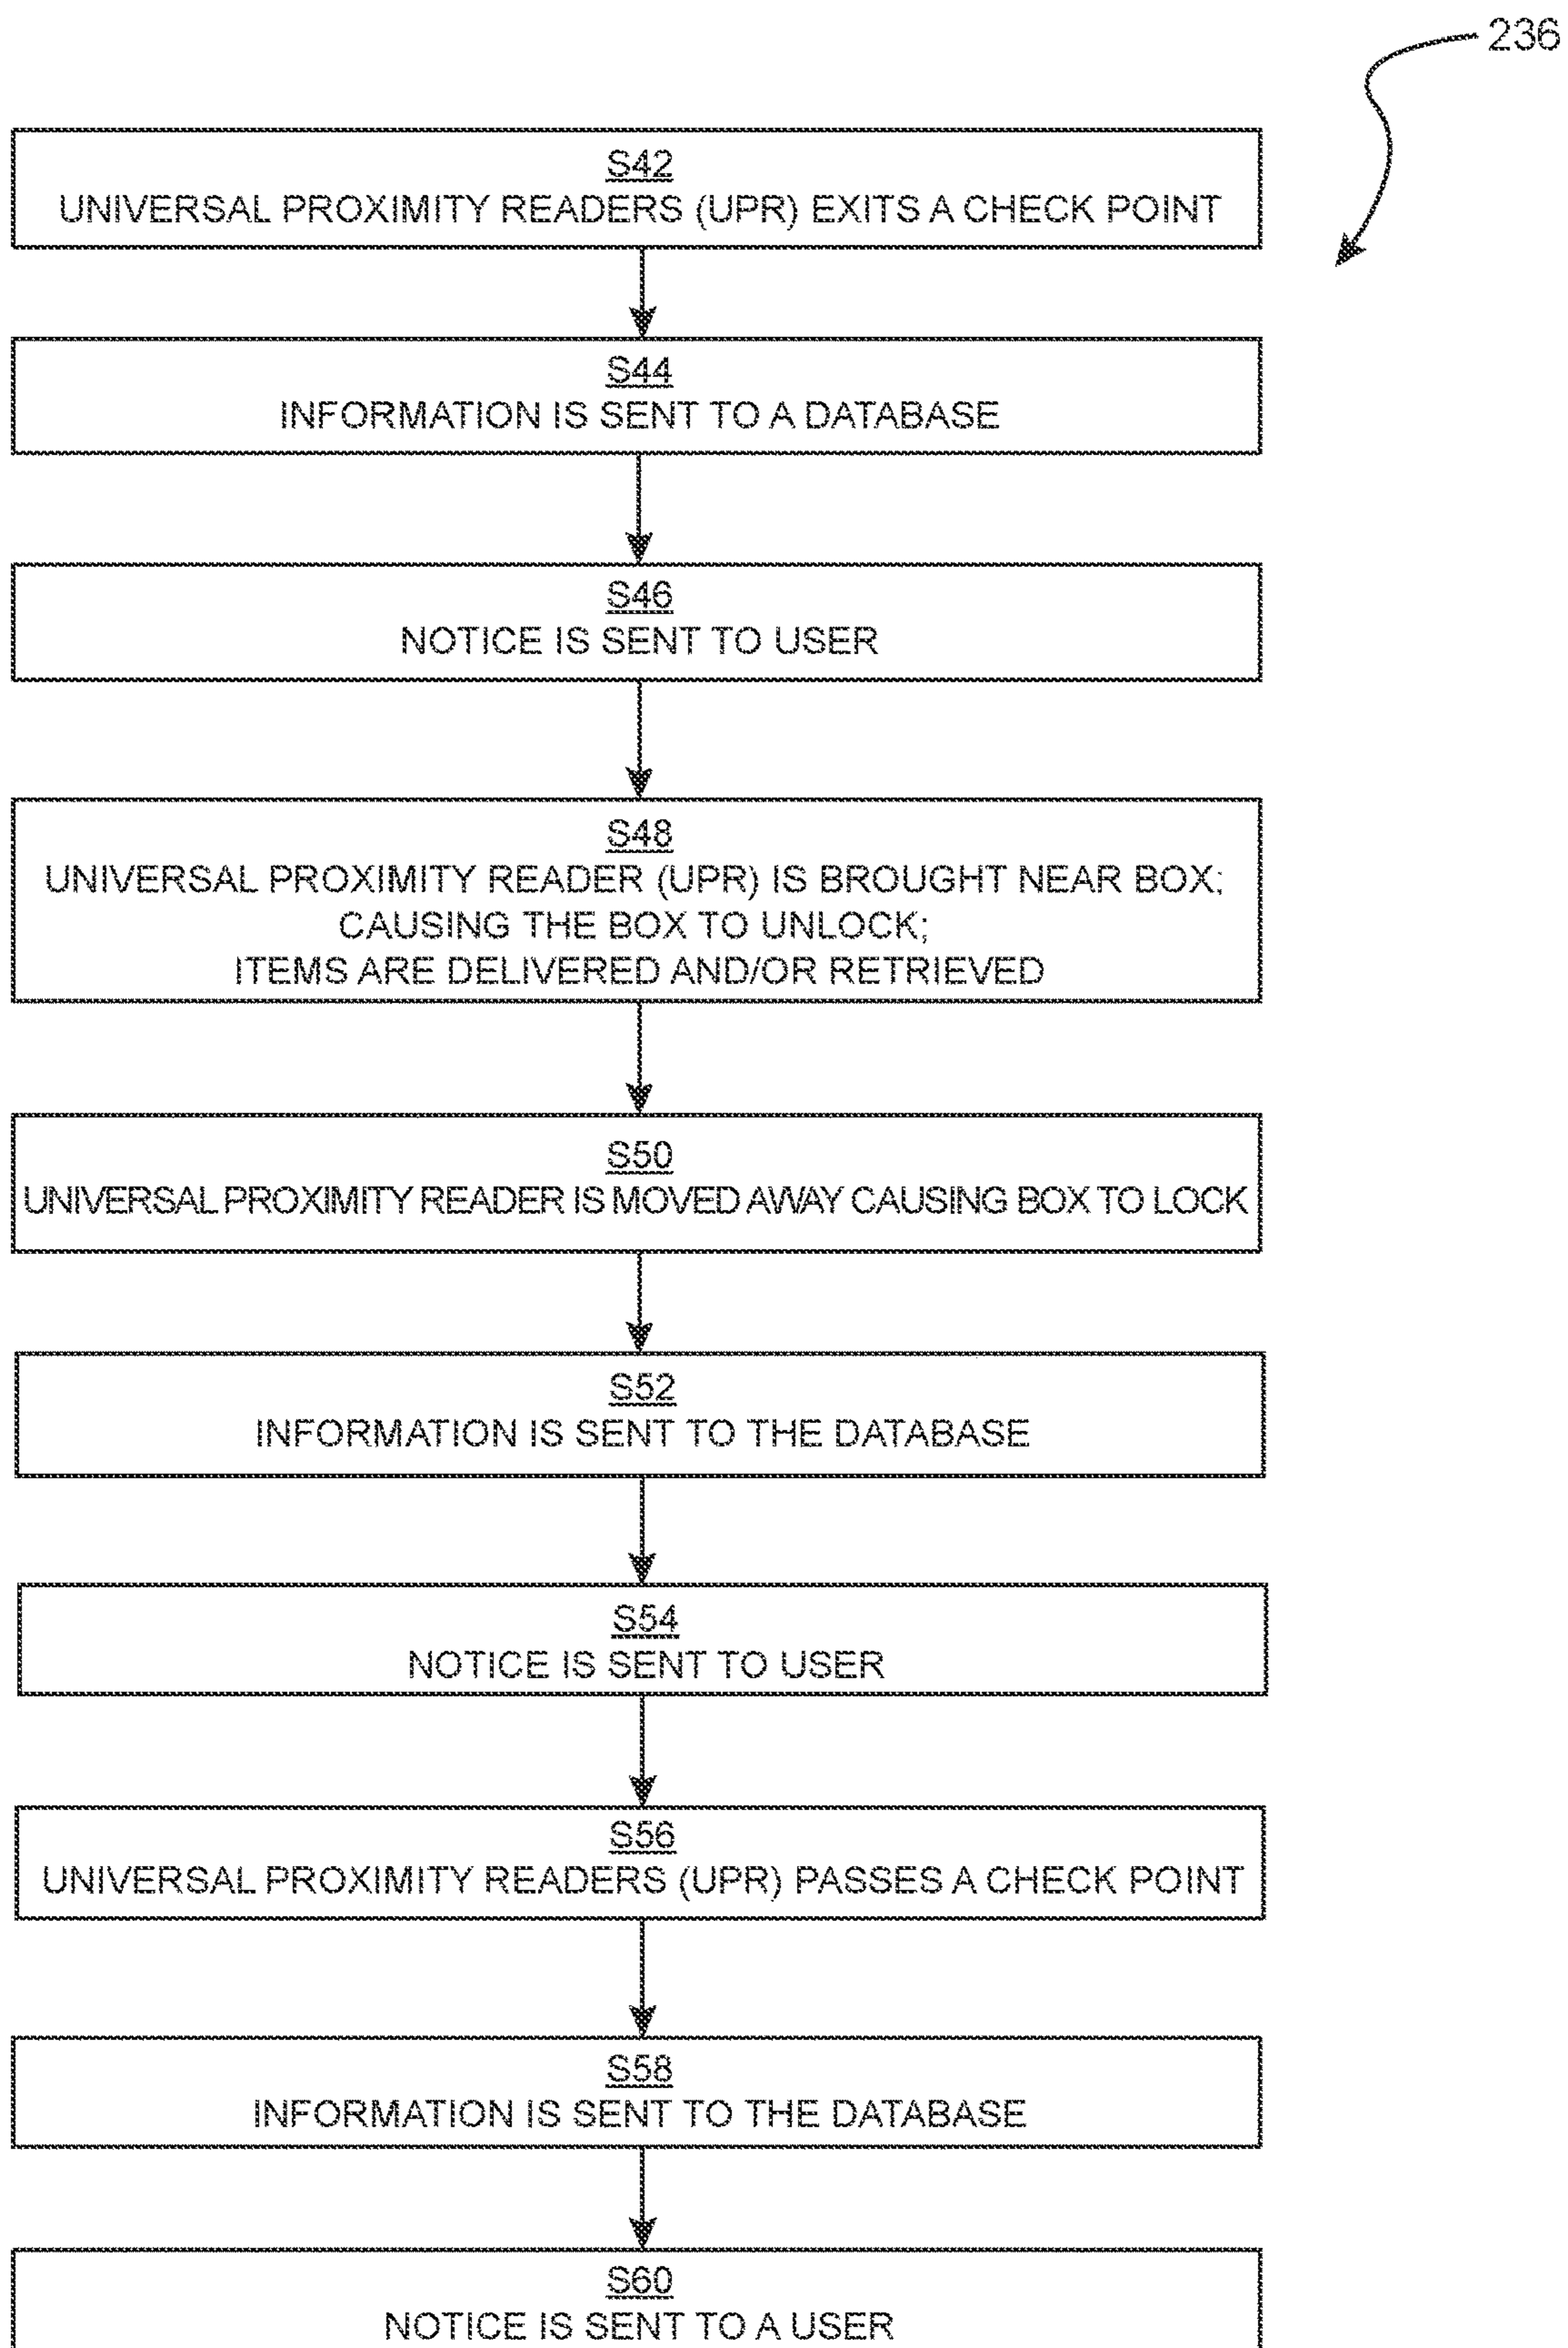 236
S42
UNIVERSAL PROXIMITY READERS (UPR) EXITS A CHECK POINT
S44
INFORMATION IS SENT TO A DATABASE
S46
NOTICE IS SENT TO USER
S48
UNIVERSAL PROXIMITY READER (UPR) IS BROUGHT NEAR BOX;
CAUSING THE BOX TO UNLOCK;
ITEMS ARE DELIVERED AND/OR RETRIEVED
S50
UNIVERSAL PROXIMITY READER IS MOVED AWAY CAUSING BOX TO LOCK
S52
INFORMATION IS SENT TO THE DATABASE
S54
NOTICE IS SENT TO USER
S56
UNIVERSAL PROXIMITY READERS (UPR) PASSES A CHECK POINT
S58
INFORMATION IS SENT TO THE DATABASE
S60
NOTICE IS SENT TO A USER